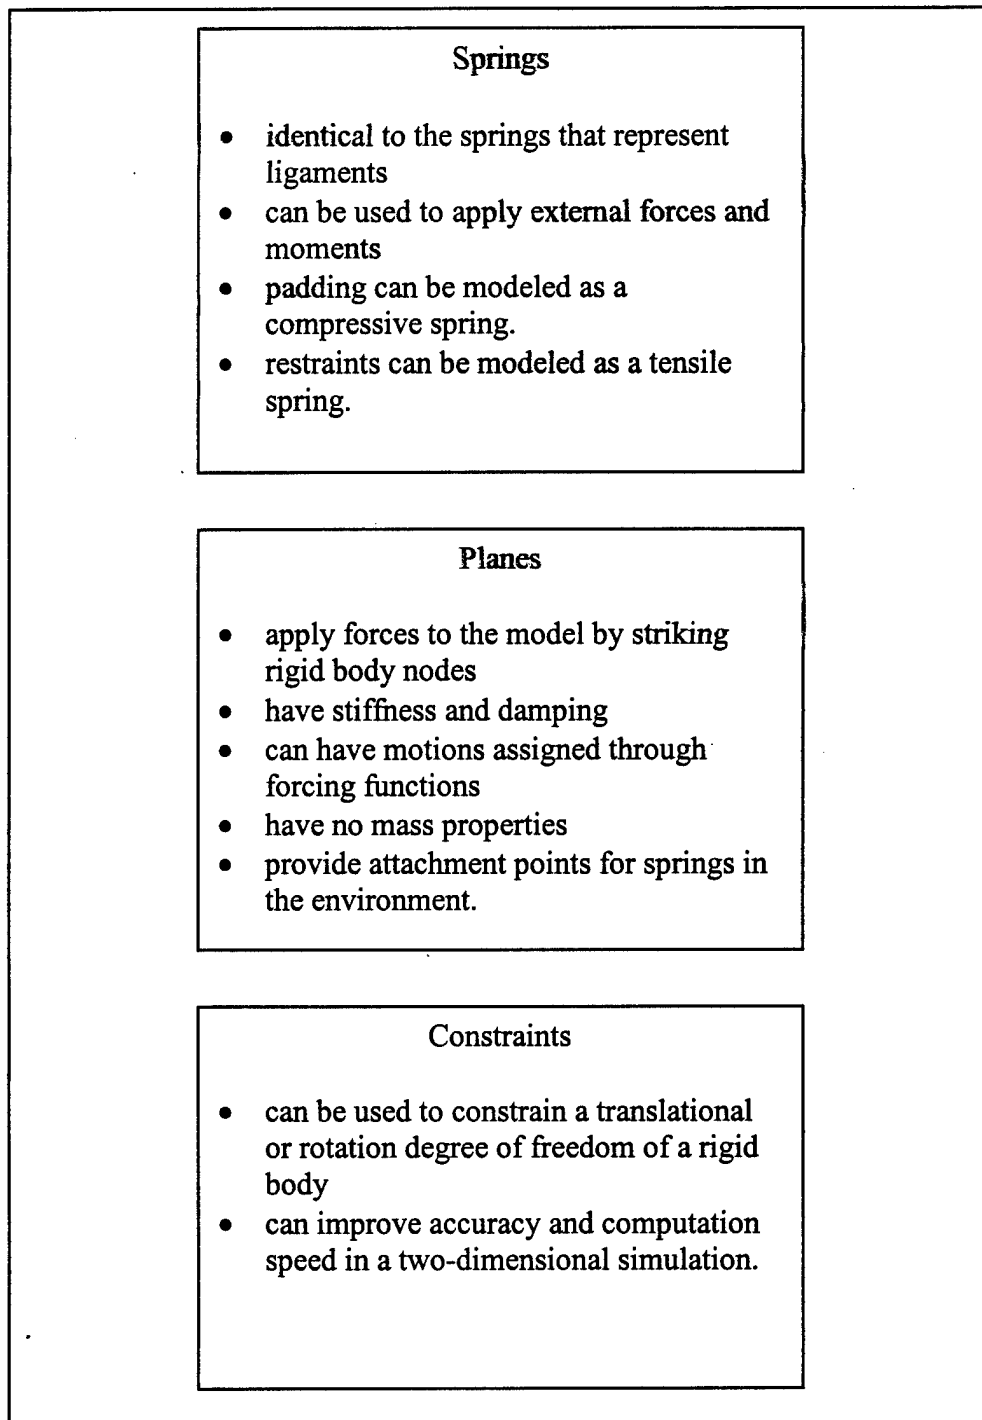 Springs
• identical to the springs that represent
ligaments
• can be used to apply external forces and
moments
• padding can be modeled as a
compressive spring.
• restraints can be modeled as a tensile
spring.
Planes
• apply forces to the model by striking
rigid body nodes
• have stiffness and damping
• can have motions assigned through
forcing functions
• have no mass properties
• provide attachment points for springs in
the environment.
Constraints
• can be used to constrain a translational
or rotation degree of freedom of a rigid
body
• can improve accuracy and computation
speed in a two-dimensional simulation.